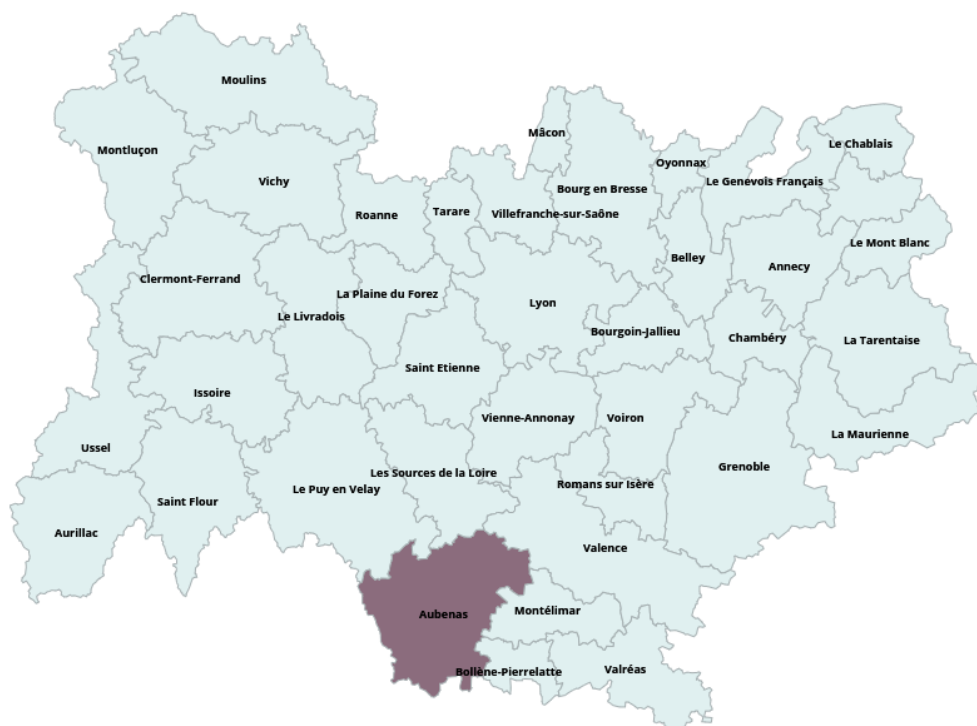 Moulins
Mâcon
Le Chablais
Montluçon
Oyonnax
Vichy
Le Genevois Français
Bourg en Bresse
Roanne
Tarare
Villefranche-sur-Saône
Le Mont Blanc
Belley
Annecy
Clermont-Ferrand
La Plaine du Forez
Lyon
Le Livradois
Bourgoin-Jallieu
Chambéry
La Tarentaise
Saint Etienne
Issoire
Vienne-Annonay
Voiron
La Maurienne
Ussel
Grenoble
Les Sources de la Loire
Romans sur Isère
Le Puy en Velay
Saint Flour
Aurillac
Valence
Montélimar
Aubenas
Bollène-Pierrelatte
Valréas